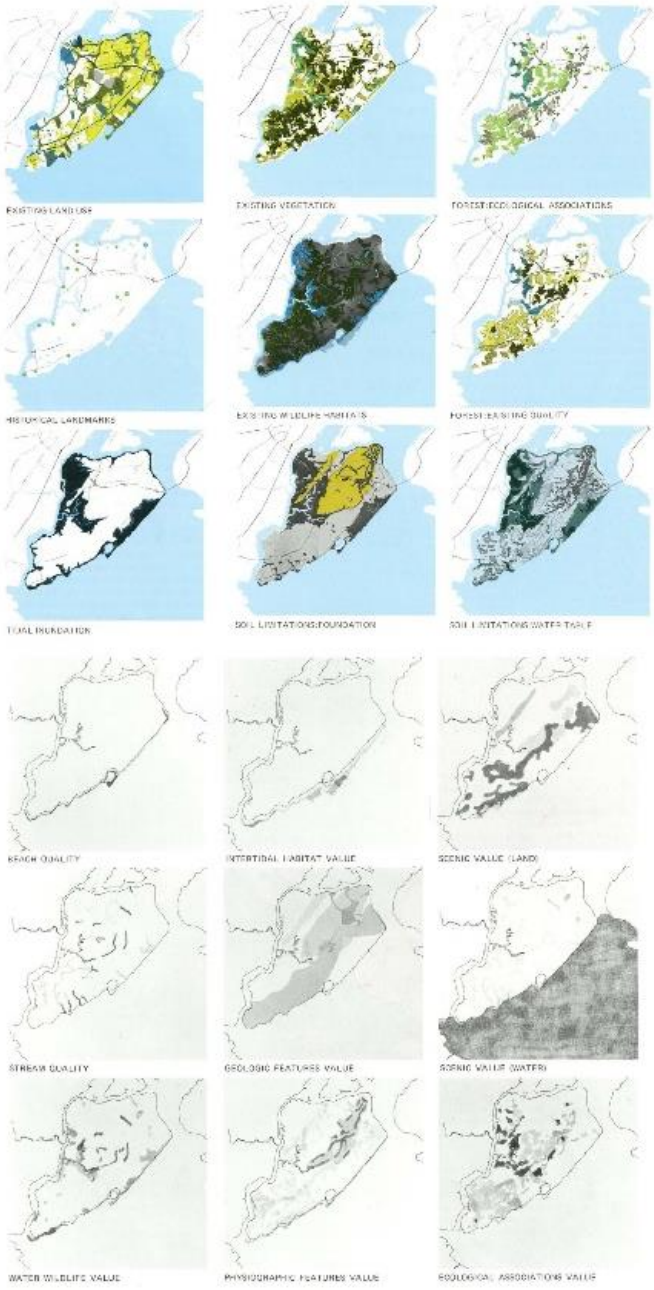 EXISTING LAND USE
EXISTING VEGETATION
FOREST:ECOLOGICAL ASSOCIATIONS
HISTORICAL LANDMARKS
EXISTING WILDLIFE HABITATS
FOREST:EXISTING QUALITY
TIDAL INUNDATION
SOIL LIMITATIONS:FOUNDATION
SOIL LIMITATIONS:WATER TABLE
BEACH QUALITY
INTERTIDAL HABITAT VALUE
SCENIC VALUE (LAND)
STREAM QUALITY
GEOLOGIC FEATURES VALUE
SCENIC VALUE (WATER)
WATER WILDLIFE VALUE
PHYSIOGRAPHIC FEATURES VALUE
ECOLOGICAL ASSOCIATIONS VALUE